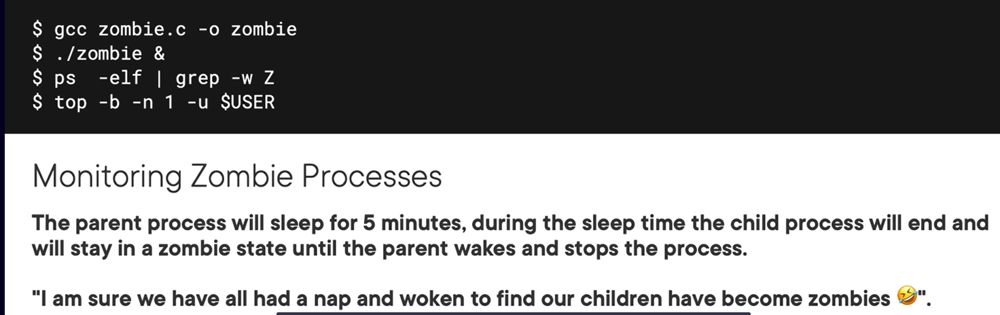 $ gcc zombie.c -o zombie
$ ./zombie &
$ ps  -elf | grep -w Z
$ top -b -n 1 -u $USER
Monitoring Zombie Processes
The parent process will sleep for 5 minutes, during the sleep time the child process will end and
will stay in a zombie state until the parent wakes and stops the process.
"I am sure we have all had a nap and woken to find our children have become zombies 🤣".